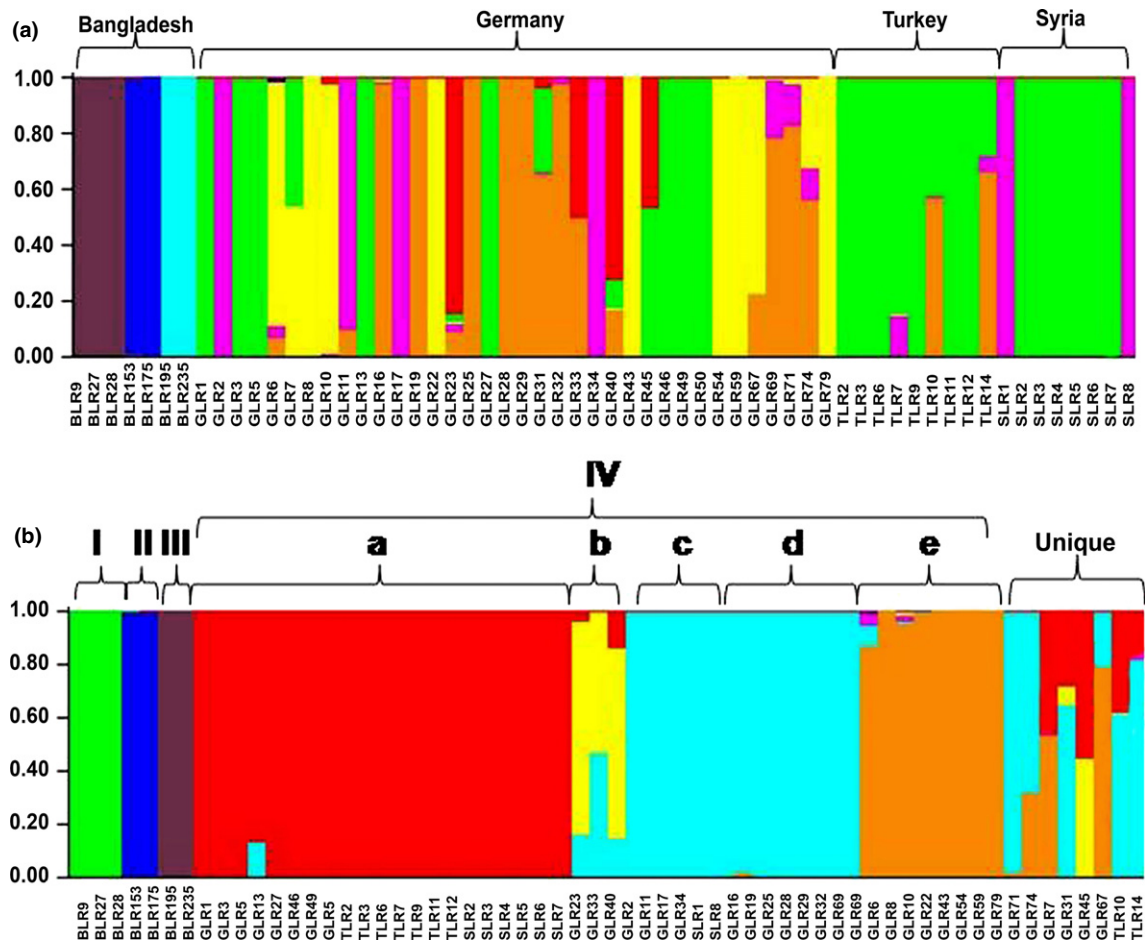 (a)
Bangladesh Germany Turkey Syria
1.00
0.80
0.60
0.40
0.20
0.00
BLR9 BLR27 BLR28 BLR153 BLR175 BLR195 BLR235 GLR1 GLR2 GLR3 GLR5 GLR6 GLR7 GLR8 GLR10 GLR11 GLR13 GLR16 GLR17 GLR19 GLR22 GLR23 GLR25 GLR27 GLR28 GLR29 GLR31 GLR32 GLR33 GLR34 GLR40 GLR43 GLR45 GLR46 GLR49 GLR50 GLR54 GLR59 GLR67 GLR69 GLR71 GLR74 GLR79 TLR2 TLR3 TLR6 TLR7 TLR9 TLR10 TLR11 TLR12 TLR14 SLR1 SLR2 SLR3 SLR4 SLR5 SLR6 SLR7 SLR8
IV
(b)
I II III a b c d e Unique
1.00
0.80
0.60
0.40
0.20
0.00
BLR9 BLR27 BLR28 BLR153 BLR175 BLR195 BLR235 GLR1 GLR3 GLR5 GLR13 GLR27 GLR46 GLR49 GLR5 TLR2 TLR3 TLR6 TLR7 TLR9 TLR11 TLR12 SLR2 SLR3 SLR4 SLR5 SLR6 SLR7 GLR23 GLR33 GLR40 GLR2 GLR11 GLR17 GLR34 SLR1 SLR8 GLR16 GLR19 GLR25 GLR28 GLR29 GLR32 GLR69 GLR69 GLR6 GLR8 GLR10 GLR22 GLR43 GLR54 GLR59 GLR79 GLR71 GLR74 GLR7 GLR31 GLR45 GLR67 TLR10 TLR14